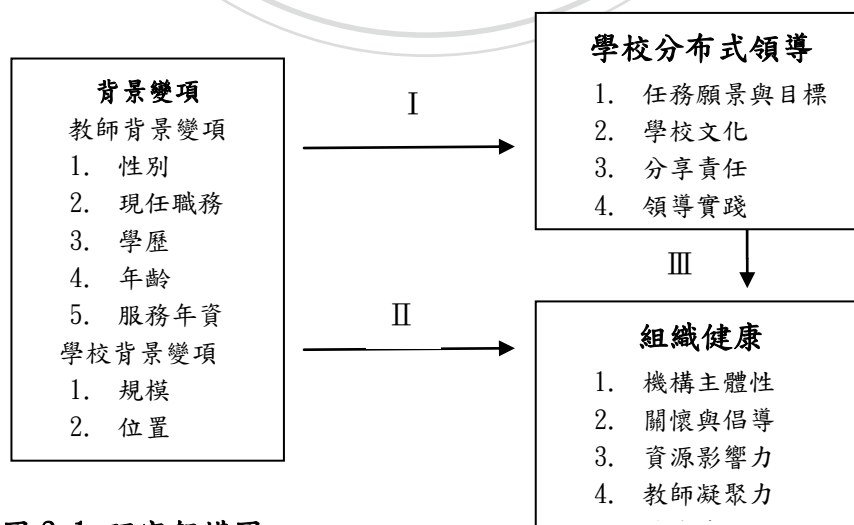 背景變項
教師背景變項
1. 性別
2. 現任職務
3. 學歷
4. 年齡
5. 服務年資
學校背景變項
1. 規模
2. 位置
I
II
學校分布式領導
1. 任務願景與目標
2. 學校文化
3. 分享責任
4. 領導實踐
III
組織健康
1. 機構主體性
2. 關懷與倡導
3. 資源影響力
4. 教師凝聚力